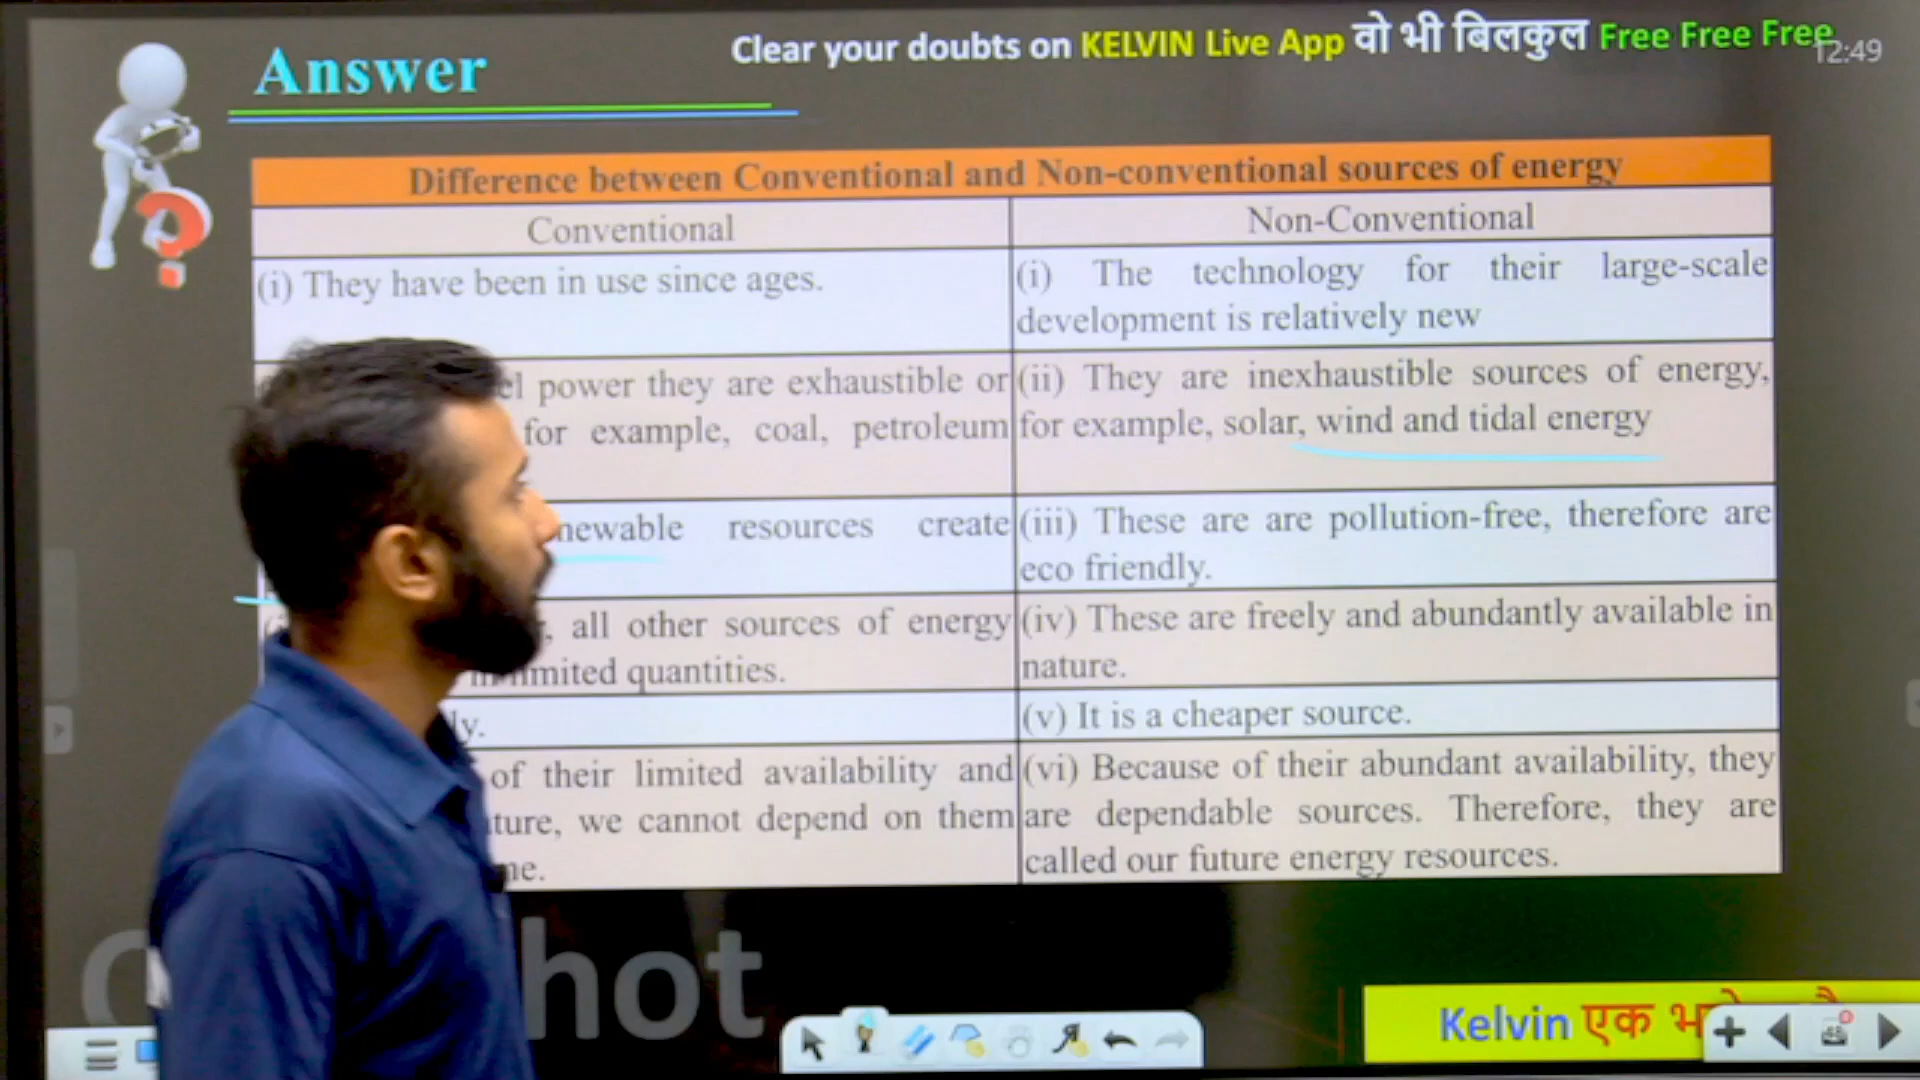 Answer
Clear your doubts on KELVIN Live App वो भी बिलकुल Free Free Free
12:49
Difference between Conventional and Non-conventional sources of energy
Conventional
Non-Conventional
(i) They have been in use since ages.
(i) The technology for their large-scale
development is relatively new
power they are exhaustible or
for example, coal, petroleum
(ii) They are inexhaustible sources of energy,
for example, solar, wind and tidal energy
resources create
(iii) These are are pollution-free, therefore are
eco friendly.
all other sources of energy
quantities.
(iv) These are freely and abundantly available in
nature.
(v) It is a cheaper source.
of their limited availability and
we cannot depend on them
(vi) Because of their abundant availability, they
are dependable sources. Therefore, they are
called our future energy resources.
hot
Kelvin एक